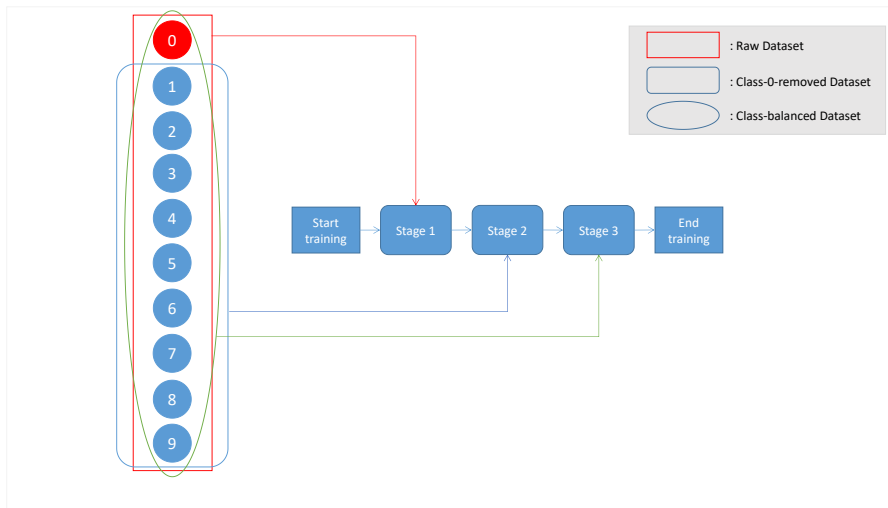 0
1
2
3
4
5
6
7
8
9
: Raw Dataset
: Class-0-removed Dataset
: Class-balanced Dataset
Start
training
Stage 1
Stage 2
Stage 3
End
training